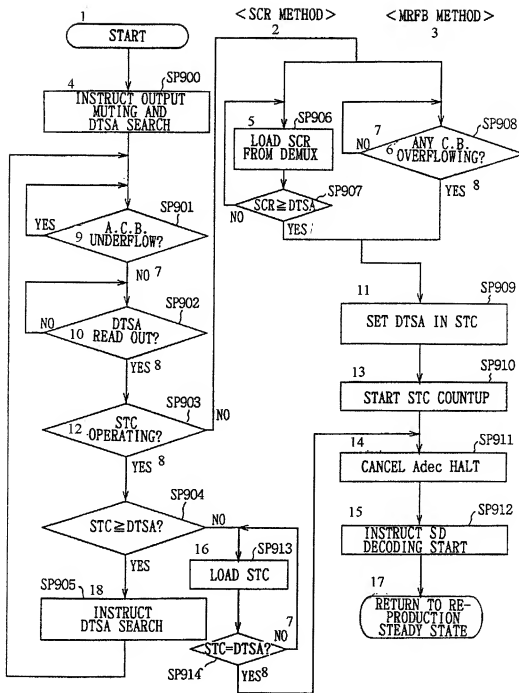 <SCR METHOD>
2
<MRFB METHOD>
3
1
START
4
SP900
INSTRUCT OUTPUT
MUTING AND
DTSA SEARCH
SP901
YES
A.C.B.
9 UNDERFLOW?
NO 7
SP902
NO
DTSA
10 READ OUT?
YES 8
SP903
STC
12 OPERATING?
NO
YES 8
SP904
STC≧DTSA?
NO
YES
SP905
18
INSTRUCT
DTSA SEARCH
16
SP913
LOAD STC
7
STC=DTSA?
NO
SP914
YES 8
5
SP906
LOAD SCR
FROM DEMUX
SP907
NO
SCR≧DTSA
YES
7
SP908
NO
6 ANY C.B.
OVERFLOWING?
YES 8
11
SP909
SET DTSA IN STC
13
SP910
START STC COUNTUP
14
SP911
CANCEL Adec HALT
15
SP912
INSTRUCT SD
DECODING START
17
RETURN TO RE-
PRODUCTION
STEADY STATE